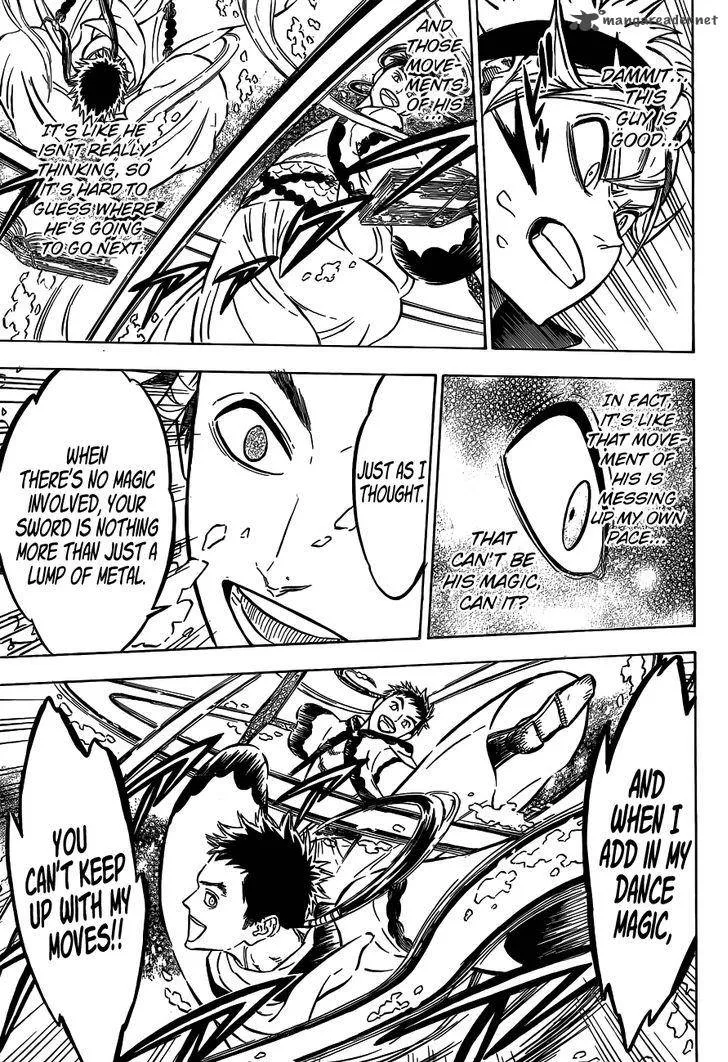 mangareader.net
DAMMIT...
THIS
GUY IS
GOOD...
AND
THOSE
MOVE-
MENTS
OF HIS
...
IT'S LIKE HE
ISN'T REALLY
THINKING, SO
IT'S HARD TO
GUESS WHERE
HE'S GOING
TO GO NEXT.
IN FACT,
IT'S LIKE
THAT MOVE-
MENT OF
HIS IS
MESSING
UP MY OWN
PACE...
THAT
CAN'T BE
HIS MAGIC,
CAN IT?
JUST AS I
THOUGHT.
WHEN
THERE'S NO MAGIC
INVOLVED, YOUR
SWORD IS NOTHING
MORE THAN JUST A
LUMP OF METAL.
AND
WHEN I
ADD IN MY
DANCE
MAGIC,
YOU
CAN'T KEEP
UP WITH MY
MOVES!!